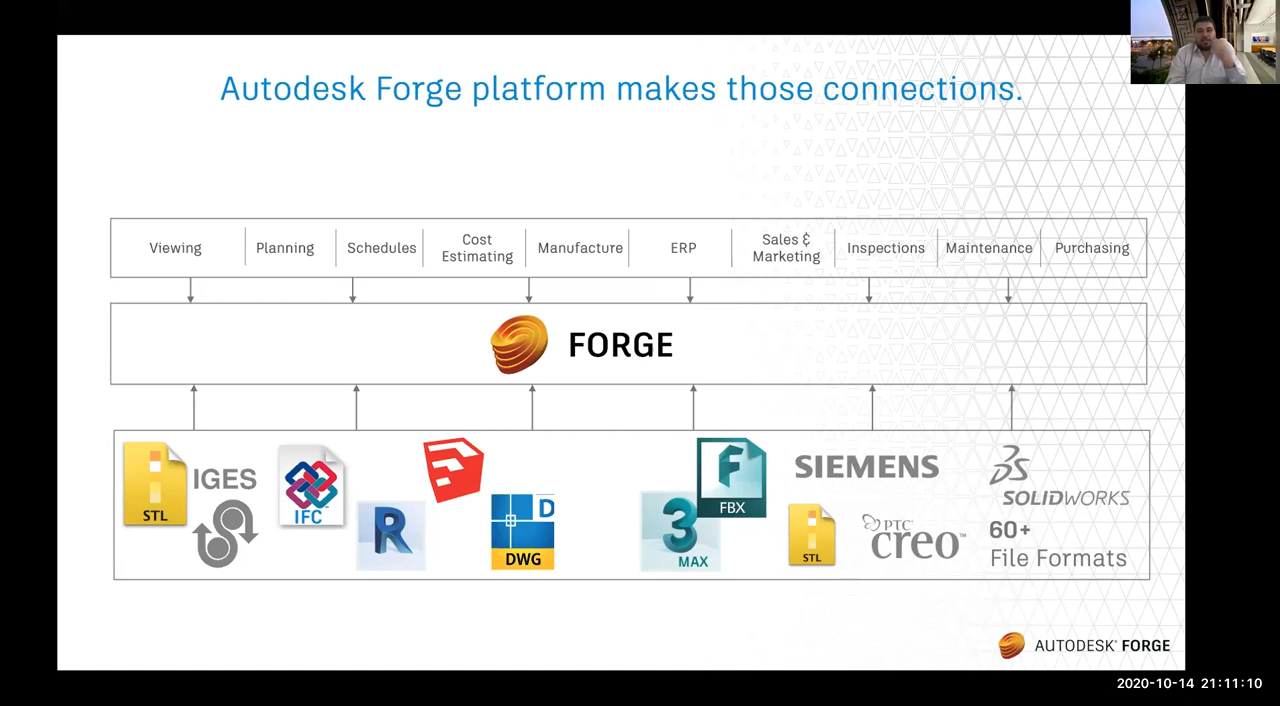 Autodesk Forge platform makes those connections.
Viewing
Planning
Schedules
Cost
Estimating
Manufacture
ERP
Sales &
Marketing
Inspections
Maintenance
Purchasing
FORGE
STL
IGES
IFC
R
D
DWG
3
MAX
F
FBX
SIEMENS
STL
PTC®
creo™
3S
SOLIDWORKS
60+
File Formats
AUTODESK® FORGE
2020-10-14 21:11:10